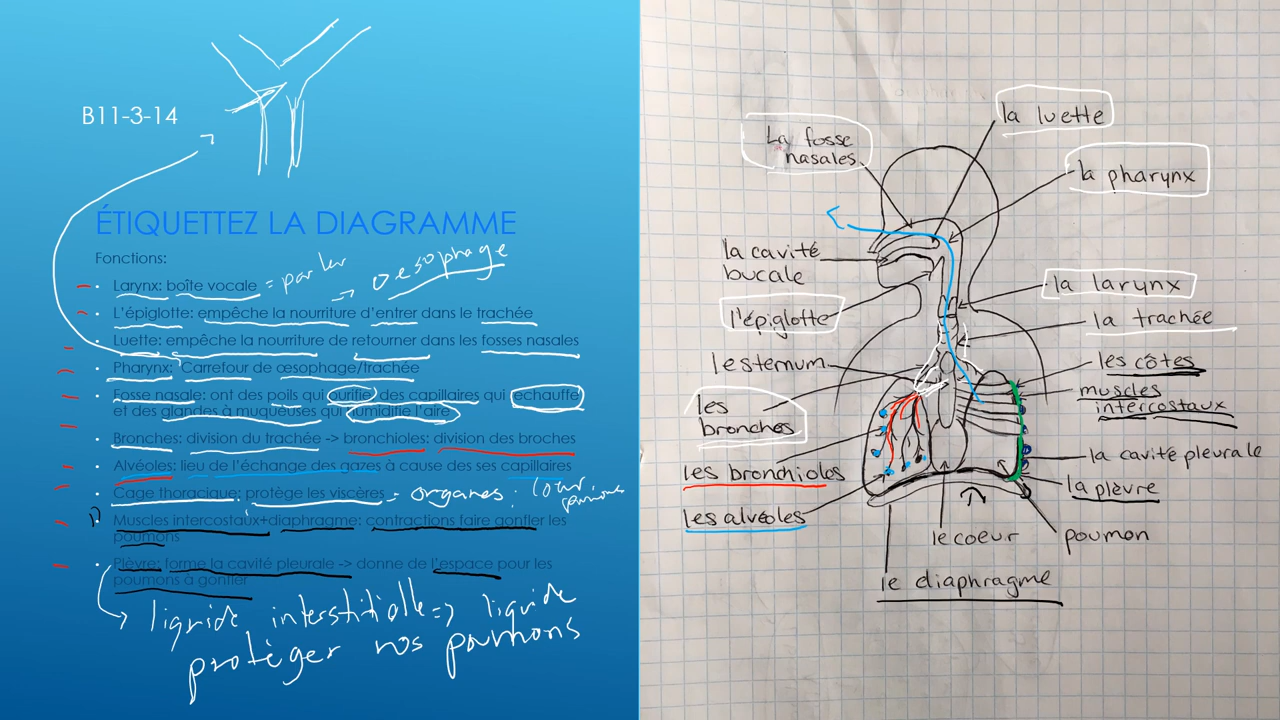 B11-3-14
ÉTIQUETTEZ LA DIAGRAMME
Fonctions:
Larynx: boîte vocale = parler
-> oesophage
L'épiglotte: empêche la nourriture d'entrer dans le trachée
Luette: empêche la nourriture de retourner dans les fosses nasales
Pharynx: Carrefour de œsophage/trachée
Fosse nasale: ont des poils qui purifie, des capillaires qui échauffe
et des glandes à muqueuses qui humidifie l'aire
Bronches: division du trachée -> bronchioles: division des broches
Alvéoles: lieu de l'échange des gazes à cause des ses capillaires
Cage thoracique: protège les viscères - organes: coeur,
poumons
1) Muscles intercostaux+diaphragme: contractions faire gonfler les
poumons
Plèvre: forme la cavité pleurale -> donne de l'espace pour les
poumons à gonfler
liquide interstitielle => liquide
protéger nos poumons
la luette
La fosse
nasales
la pharynx
la cavité
bucale
la larynx
l'épiglotte
la trachée
le sternum
les côtes
muscles
intercostaux
les
bronches
la cavité pleurale
les bronchioles
la plèvre
les alvéoles
le coeur
poumon
le diaphragme